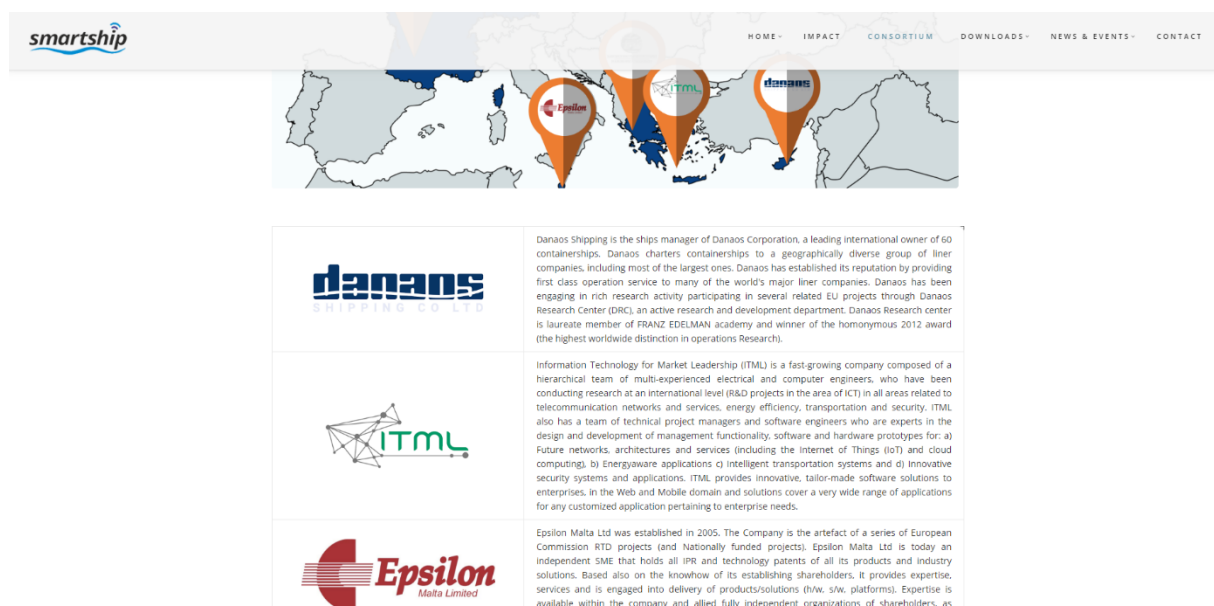 smartship
HOME
IMPACT
CONSORTIUM
DOWNLOADS
NEWS & EVENTS
CONTACT
Epsilon
ITML
danaos
danaos
SHIPPING CO LTD
Danaos Shipping is the ships manager of Danaos Corporation, a leading international owner of 60
containerships. Danaos charters containerships to a geographically diverse group of liner
companies, including most of the largest ones. Danaos has established its reputation by providing
first class operation service to many of the world's major liner companies. Danaos has been
engaging in rich research activity participating in several related EU projects through Danaos
Research Center (DRC), an active research and development department. Danaos Research center
is laureate member of FRANZ EDELMAN academy and winner of the homonymous 2012 award
(the highest worldwide distinction in operations Research).
ITML
Information Technology for Market Leadership (ITML) is a fast-growing company composed of a
hierarchical team of multi-experienced electrical and computer engineers, who have been
conducting research at an international level (R&D projects in the area of ICT) in all areas related to
telecommunication networks and services, energy efficiency, transportation and security. ITML
also has a team of technical project managers and software engineers who are experts in the
design and development of management functionality, software and hardware prototypes for: a)
Future networks, architectures and services (including the Internet of Things (IoT) and cloud
computing), b) Energyaware applications c) Intelligent transportation systems and d) Innovative
security systems and applications. ITML provides innovative, tailor-made software solutions to
enterprises, in the Web and Mobile domain and solutions cover a very wide range of applications
for any customized application pertaining to enterprise needs.
Epsilon
Malta Limited
Epsilon Malta Ltd was established in 2005. The Company is the artefact of a series of European
Commission RTD projects (and Nationally funded projects). Epsilon Malta Ltd is today an
independent SME that holds all IPR and technology patents of all its products and industry
solutions. Based also on the knowhow of its establishing shareholders, it provides expertise,
services and is engaged into delivery of products/solutions (h/w, s/w, platforms). Expertise is
available within the company and allied fully independent organizations of shareholders, as